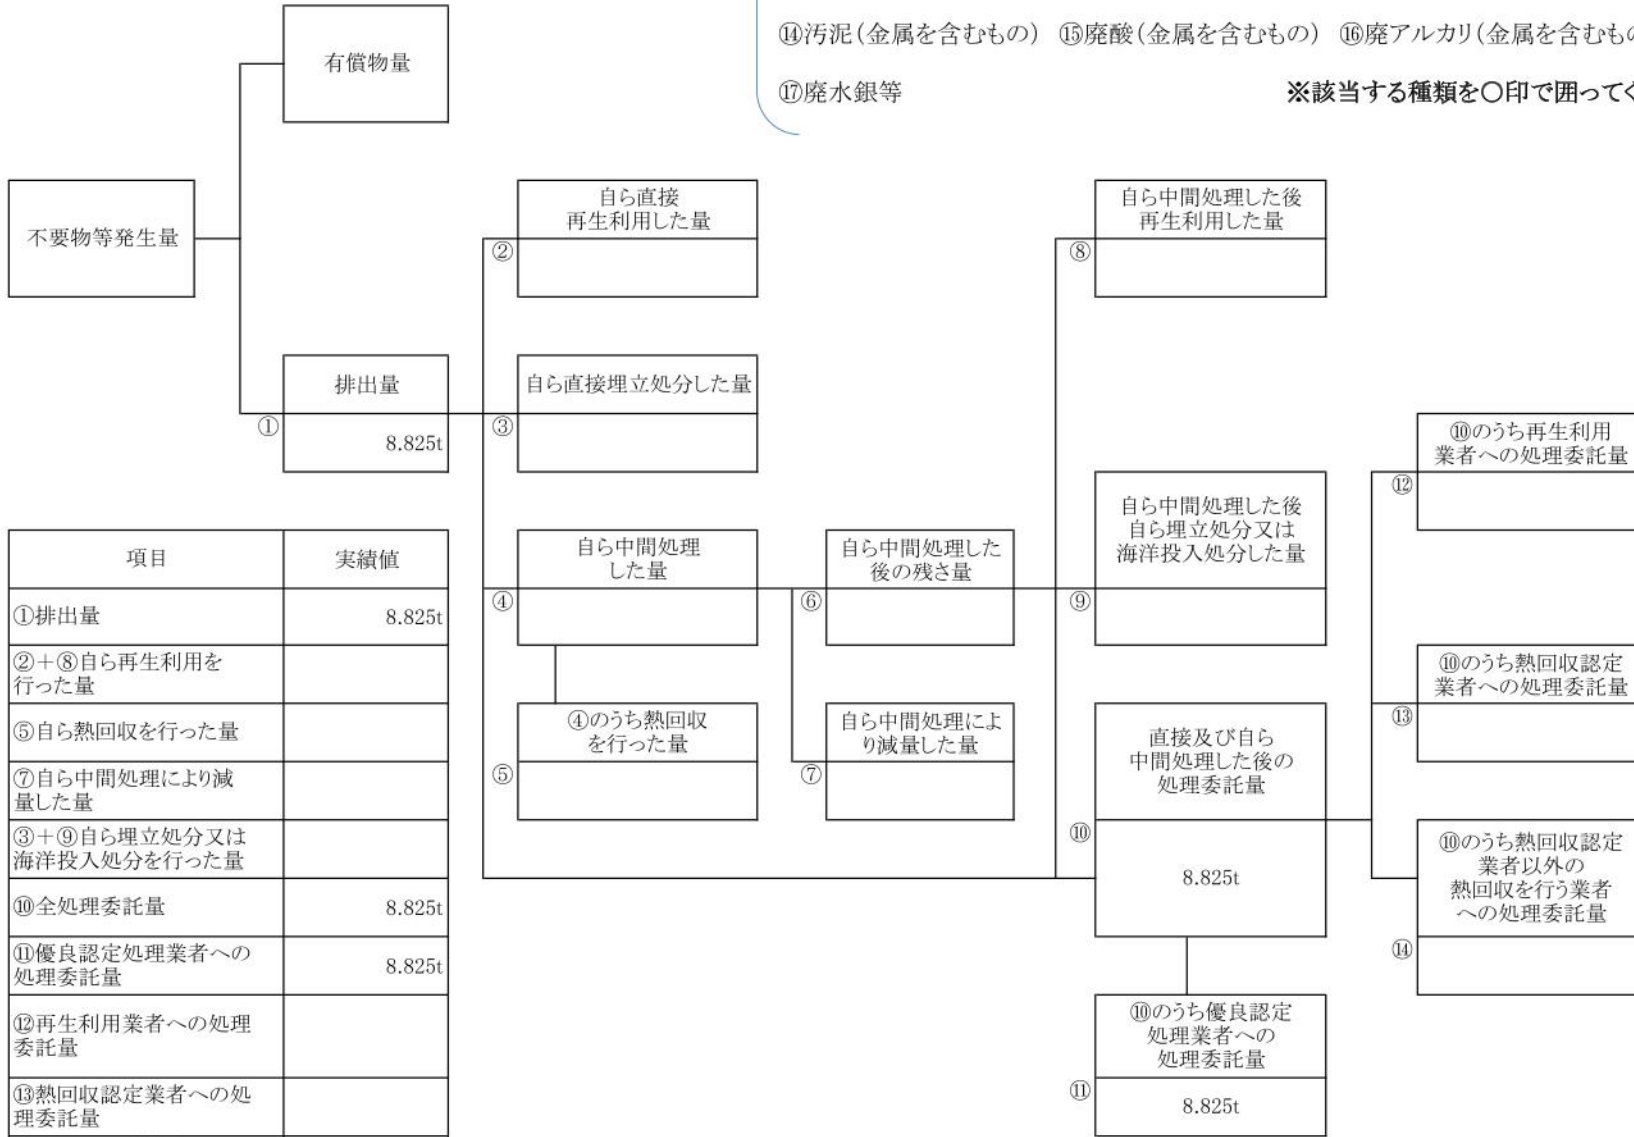 ⑭汚泥(金属を含むもの) ⑮廃酸(金属を含むもの) ⑯廃アルカリ(金属を含むも
⑰廃水銀等
※該当する種類を○印で囲って
有償物量
不要物等発生量
自ら直接
再生利用した量
②
自ら中間処理した後
再生利用した量
⑧
排出量
①
8.825t
自ら直接埋立処分した量
③
⑩のうち再生利用
業者への処理委託量
⑫
自ら中間処理
した量
④
自ら中間処理した
後の残さ量
⑥
自ら中間処理した後
自ら埋立処分又は
海洋投入処分した量
⑨
⑩のうち熱回収認定
業者への処理委託量
⑬
④のうち熱回収
を行った量
⑤
自ら中間処理によ
り減量した量
⑦
直接及び自ら
中間処理した後の
処理委託量
⑩
8.825t
⑩のうち熱回収認定
業者以外の
熱回収を行う業者
への処理委託量
⑭
⑩のうち優良認定
処理業者への
処理委託量
⑪
8.825t
項目 実績値
①排出量 8.825t
②+⑧自ら再生利用を
行った量
⑤自ら熱回収を行った量
⑦自ら中間処理により減
量した量
③+⑨自ら埋立処分又は
海洋投入処分を行った量
⑩全処理委託量 8.825t
⑪優良認定処理業者への
処理委託量 8.825t
⑫再生利用業者への処理
委託量
⑬熱回収認定業者への処
理委託量